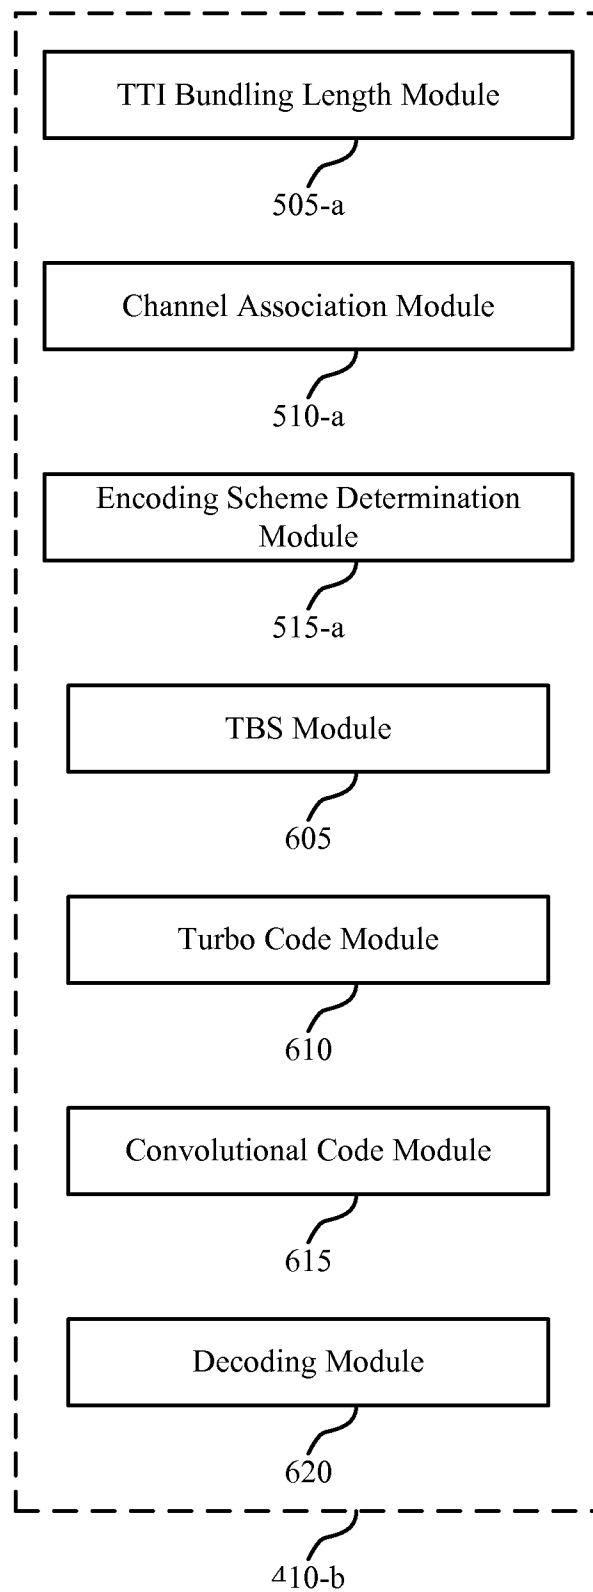 TTI Bundling Length Module
505-a
Channel Association Module
510-a
Encoding Scheme Determination
Module
515-a
TBS Module
605
Turbo Code Module
610
Convolutional Code Module
615
Decoding Module
620
410-b